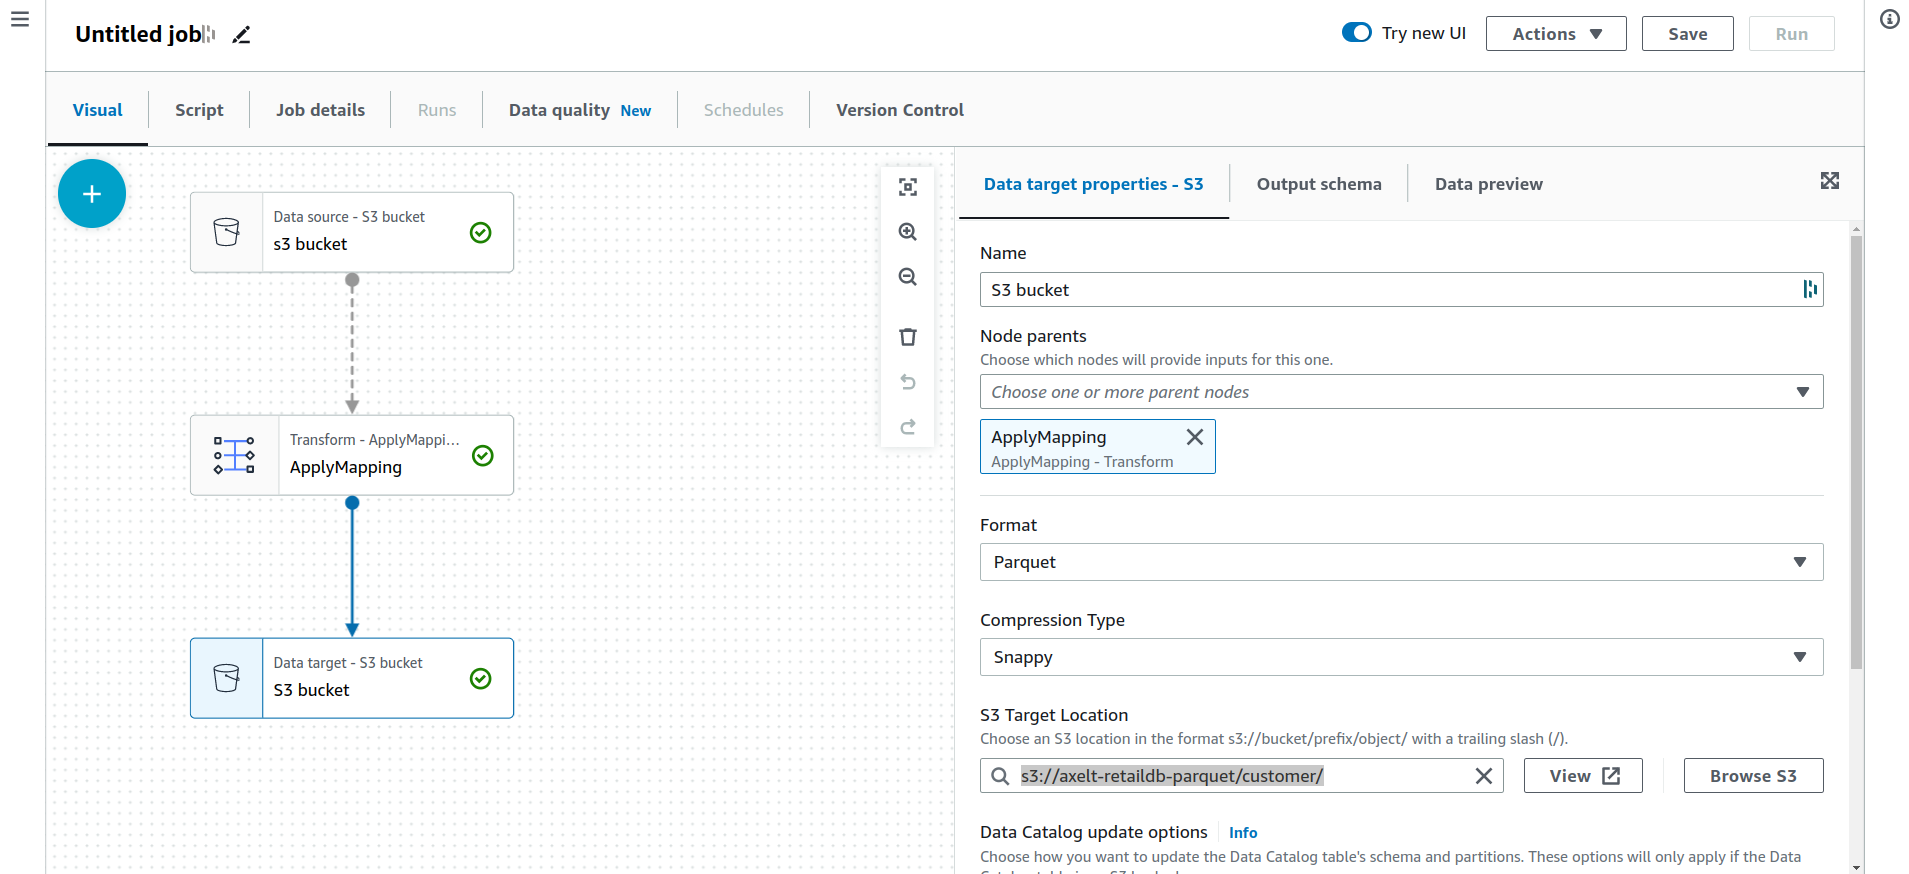 Untitled job
Try new UI
Actions
Save
Run
Visual
Script
Job details
Runs
Data quality New
Schedules
Version Control
Data source - S3 bucket
s3 bucket
Transform - ApplyMappi...
ApplyMapping
Data target - S3 bucket
S3 bucket
Data target properties - S3
Output schema
Data preview
Name
S3 bucket
Node parents
Choose which nodes will provide inputs for this one.
Choose one or more parent nodes
ApplyMapping
ApplyMapping - Transform
Format
Parquet
Compression Type
Snappy
S3 Target Location
Choose an S3 location in the format s3://bucket/prefix/object/ with a trailing slash (/).
s3://axelt-retaildb-parquet/customer/
View
Browse S3
Data Catalog update options Info
Choose how you want to update the Data Catalog table's schema and partitions. These options will only apply if the Data